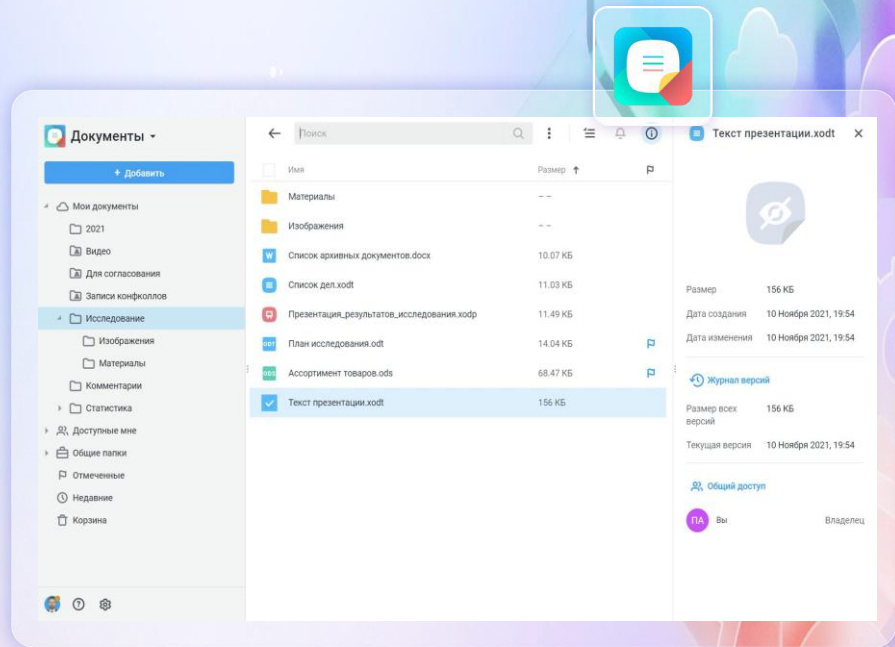 Документы
+ Добавить
Мои документы
2021
Видео
Для согласования
Записи конфколлов
Исследование
Изображения
Материалы
Комментарии
Статистика
Доступные мне
Общие папки
Отмеченные
Недавние
Корзина
Поиск
Имя Размер
Материалы – –
Изображения – –
W Список архивных документов.docx 10.07 КБ
Список дел.xodt 11.03 КБ
Презентация_результатов_исследования.xodp 11.49 КБ
ODT План исследования.odt 14.04 КБ
ODS Ассортимент товаров.ods 68.47 КБ
Текст презентации.xodt 156 КБ
Текст презентации.xodt
Размер 156 КБ
Дата создания 10 Ноября 2021, 19:54
Дата изменения 10 Ноября 2021, 19:54
Журнал версий
Размер всех версий 156 КБ
Текущая версия 10 Ноября 2021, 19:54
Общий доступ
ПА Вы Владелец